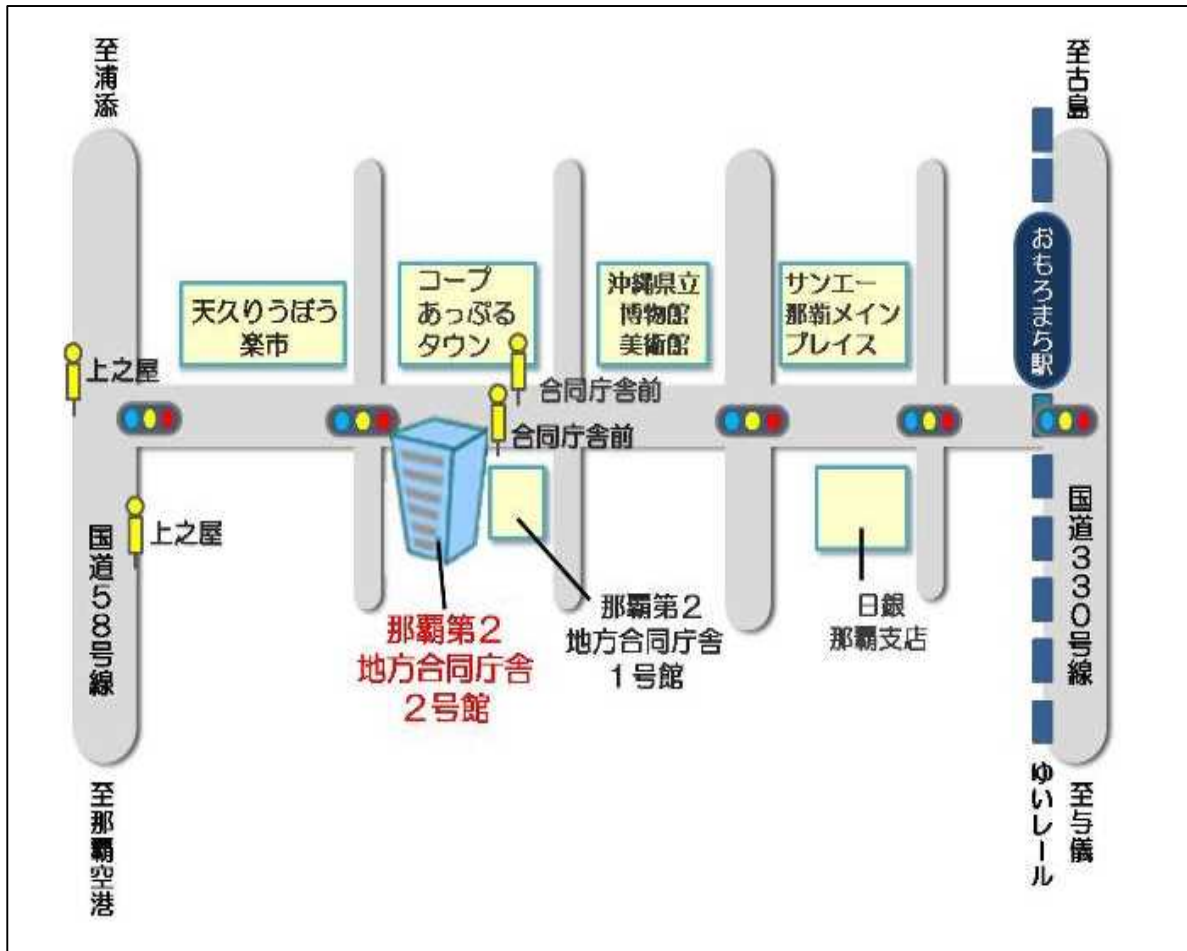 至浦添
至古島
おもろまち駅
天久りうぼう
楽市
コープ
あっぷる
タウン
沖縄県立
博物館
美術館
サンエー
那覇メイン
プレイス
上之屋
合同庁舎前
合同庁舎前
上之屋
国道58号線
国道330号線
那覇第2
地方合同庁舎
2号館
那覇第2
地方合同庁舎
1号館
日銀
那覇支店
至那覇空港
ゆいレール
至与儀